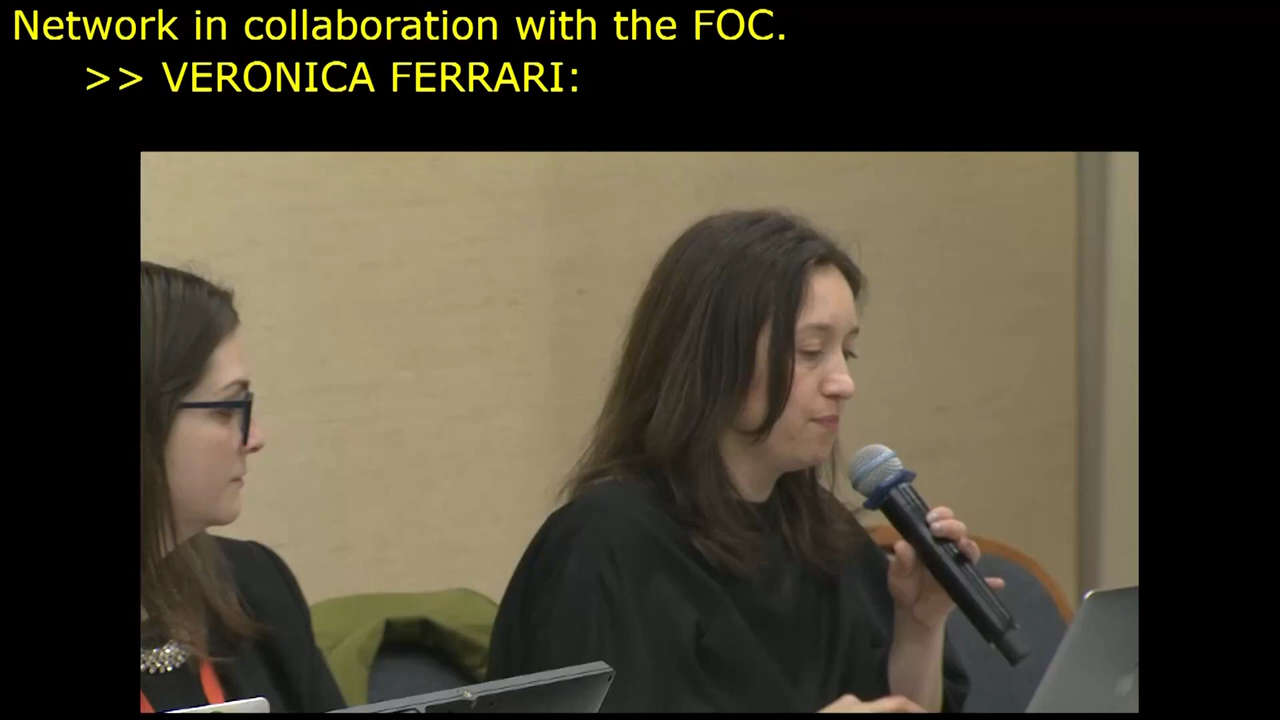 Network in collaboration with the FOC.
>> VERONICA FERRARI: